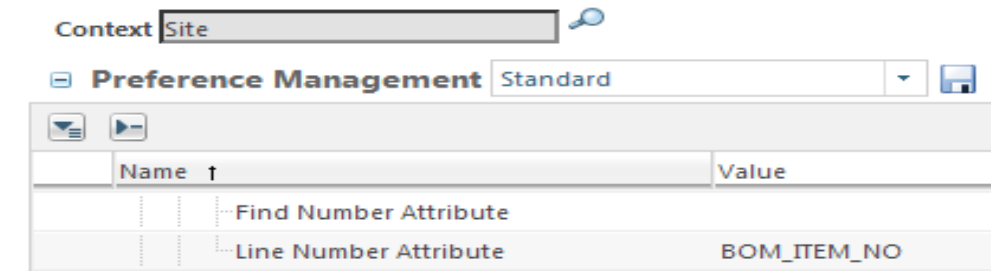 Context Site
Preference Management Standard
Name ↑ Value
Find Number Attribute
Line Number Attribute BOM_ITEM_NO